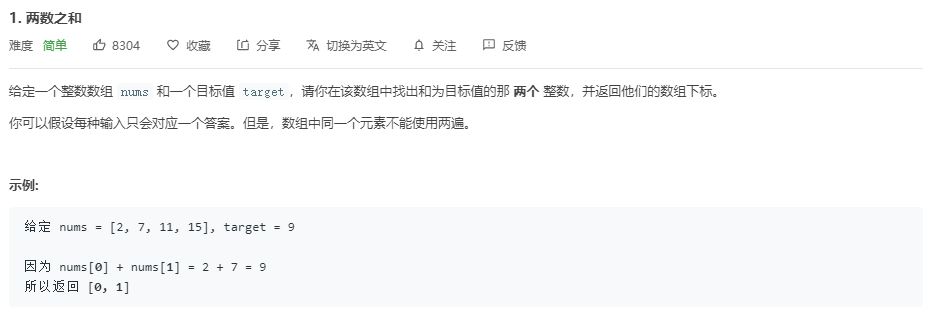 1. 两数之和
难度 简单 8304 收藏 分享 切换为英文 关注 反馈
给定一个整数数组 nums 和一个目标值 target，请你在该数组中找出和为目标值的那 两个 整数，并返回他们的数组下标。
你可以假设每种输入只会对应一个答案。但是，数组中同一个元素不能使用两遍。
示例:
给定 nums = [2, 7, 11, 15], target = 9
因为 nums[0] + nums[1] = 2 + 7 = 9
所以返回 [0, 1]